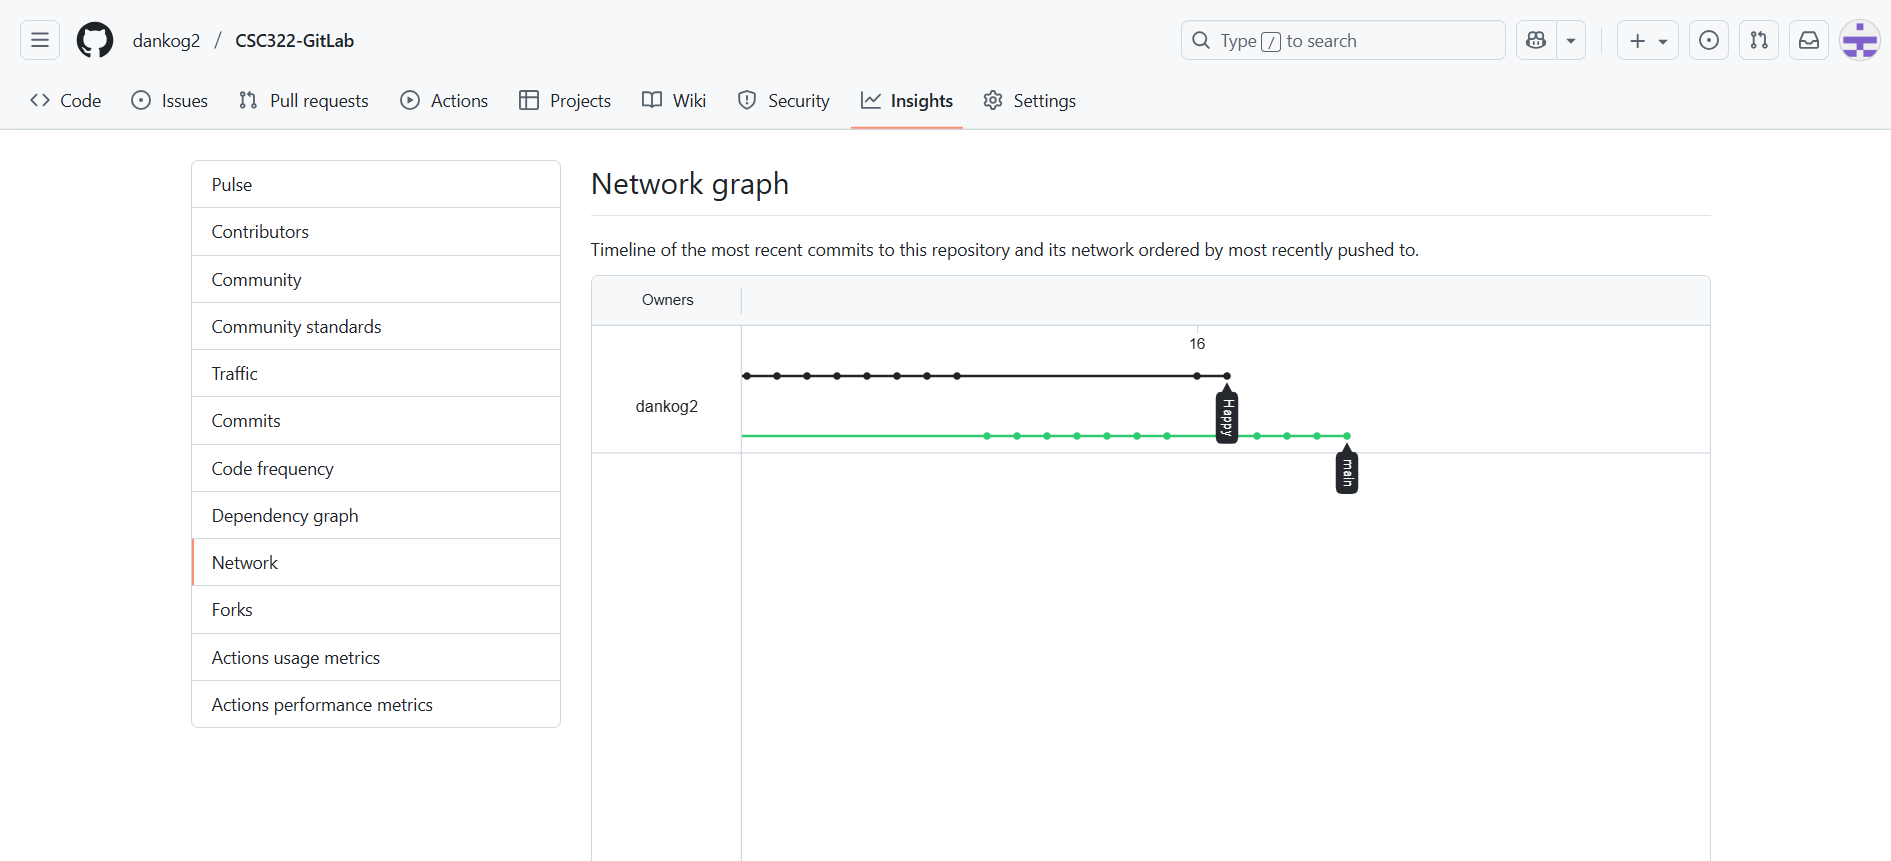 dankog2 / CSC322-GitLab
Type / to search
Code Issues Pull requests Actions Projects Wiki Security Insights Settings
Pulse
Contributors
Community
Community standards
Traffic
Commits
Code frequency
Dependency graph
Network
Forks
Actions usage metrics
Actions performance metrics
Network graph
Timeline of the most recent commits to this repository and its network ordered by most recently pushed to.
Owners
16
dankog2
Happy
main